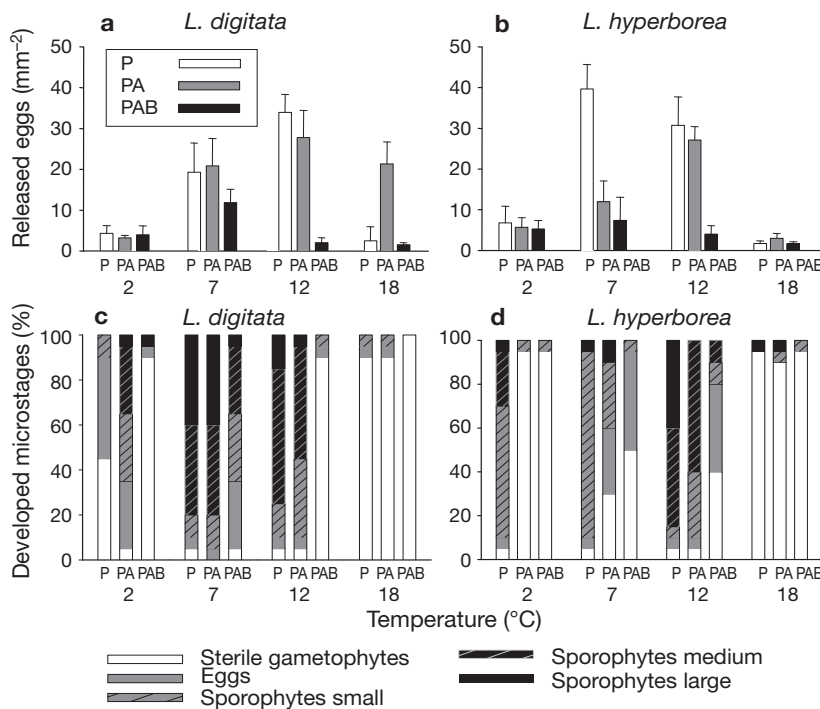 a L. digitata
b L. hyperborea
P
PA
PAB
Released eggs (mm–2)
50
40
30
20
10
0
50
40
30
20
10
0
P PA PAB P PA PAB P PA PAB P PA PAB
2 7 12 18
P PA PAB P PA PAB P PA PAB P PA PAB
2 7 12 18
c L. digitata
d L. hyperborea
Developed microstages (%)
100
80
60
40
20
0
100
80
60
40
20
0
P PA PAB P PA PAB P PA PAB P PA PAB
2 7 12 18
P PA PAB P PA PAB P PA PAB P PA PAB
2 7 12 18
Temperature (°C)
Sterile gametophytes
Eggs
Sporophytes small
Sporophytes medium
Sporophytes large